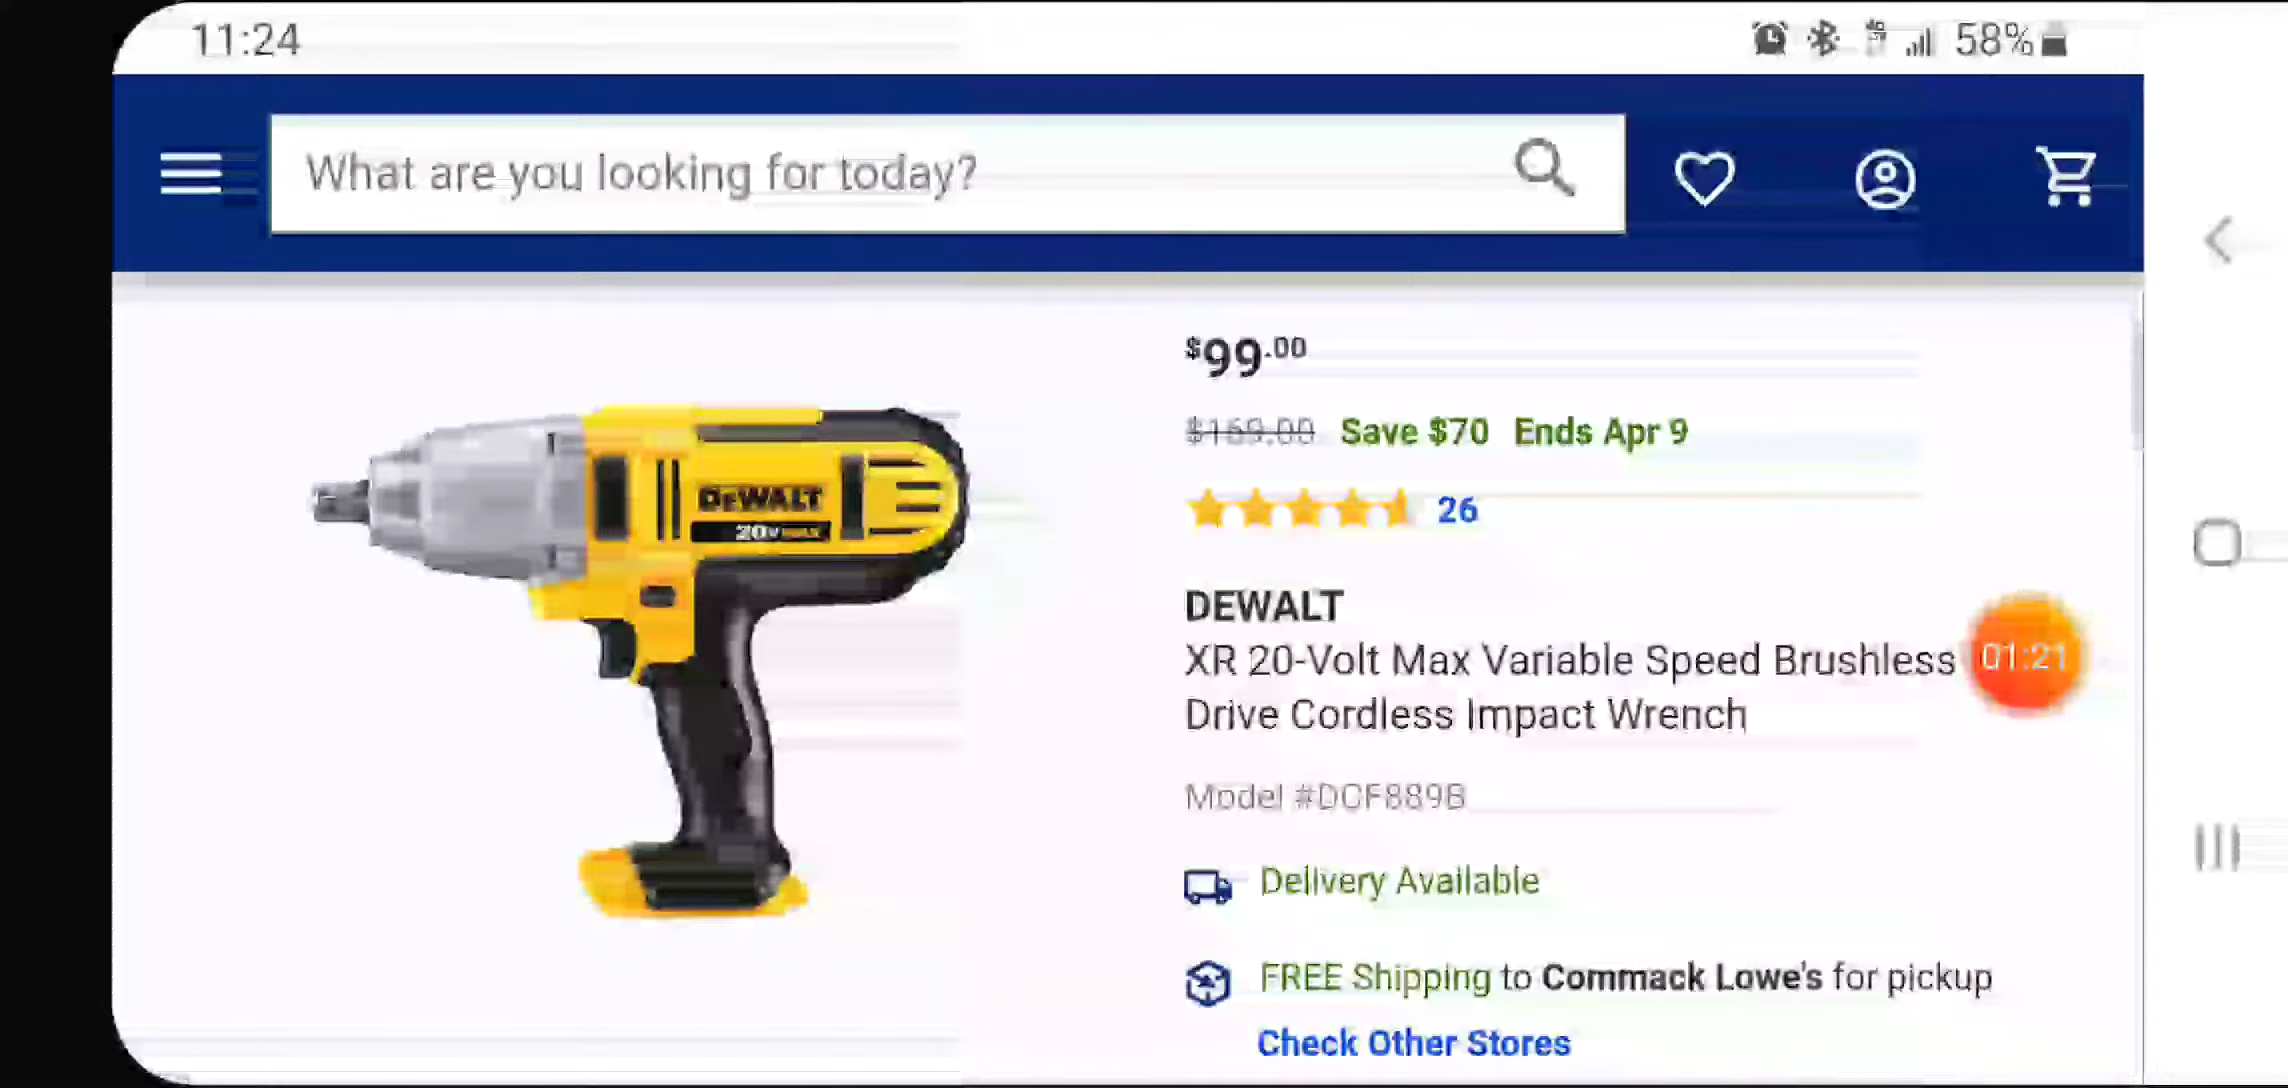 11:24
58%
What are you looking for today?
$99.00
$169.00 Save $70 Ends Apr 9
26
DEWALT
20V MAX
DEWALT
XR 20-Volt Max Variable Speed Brushless
01:21
Drive Cordless Impact Wrench
Model #DCF889B
Delivery Available
FREE Shipping to Commack Lowe's for pickup
Check Other Stores